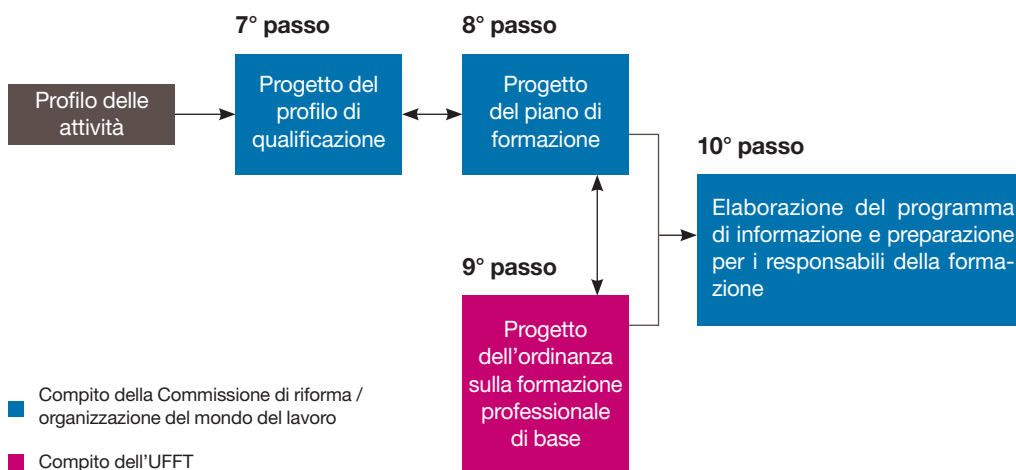 7° passo
8° passo
Profilo delle
attività
Progetto del
profilo di
qualificazione
Progetto
del piano di
formazione
10° passo
Elaborazione del programma
di informazione e preparazione
per i responsabili della forma-
zione
9° passo
Progetto
dell'ordinanza
sulla formazione
professionale
di base
Compito della Commissione di riforma /
organizzazione del mondo del lavoro
Compito dell'UFFT